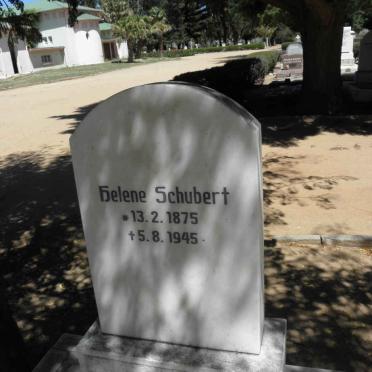 Helene Schubert
* 13. 2. 1875
† 5. 8. 1945